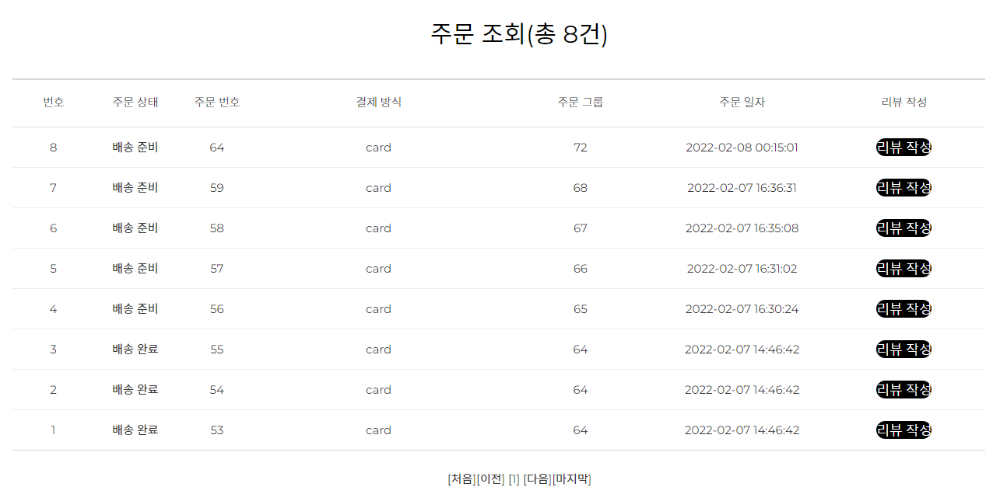 주문 조회(총 8건)
번호 주문 상태 주문 번호 결제 방식 주문 그룹 주문 일자 리뷰 작성
8 배송 준비 64 card 72 2022-02-08 00:15:01 리뷰 작성
7 배송 준비 59 card 68 2022-02-07 16:36:31 리뷰 작성
6 배송 준비 58 card 67 2022-02-07 16:35:08 리뷰 작성
5 배송 준비 57 card 66 2022-02-07 16:31:02 리뷰 작성
4 배송 준비 56 card 65 2022-02-07 16:30:24 리뷰 작성
3 배송 완료 55 card 64 2022-02-07 14:46:42 리뷰 작성
2 배송 완료 54 card 64 2022-02-07 14:46:42 리뷰 작성
1 배송 완료 53 card 64 2022-02-07 14:46:42 리뷰 작성
[처음][이전] [1] [다음][마지막]